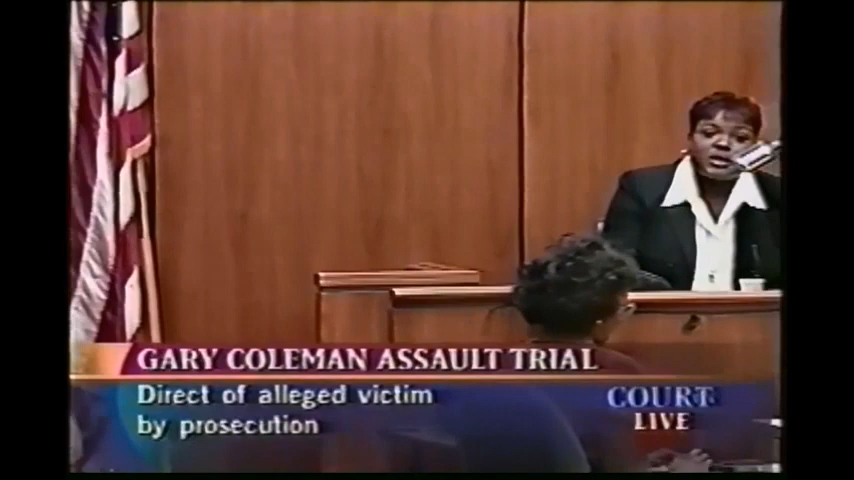 GARY COLEMAN ASSAULT TRIAL
Direct of alleged victim
by prosecution
COURT
LIVE